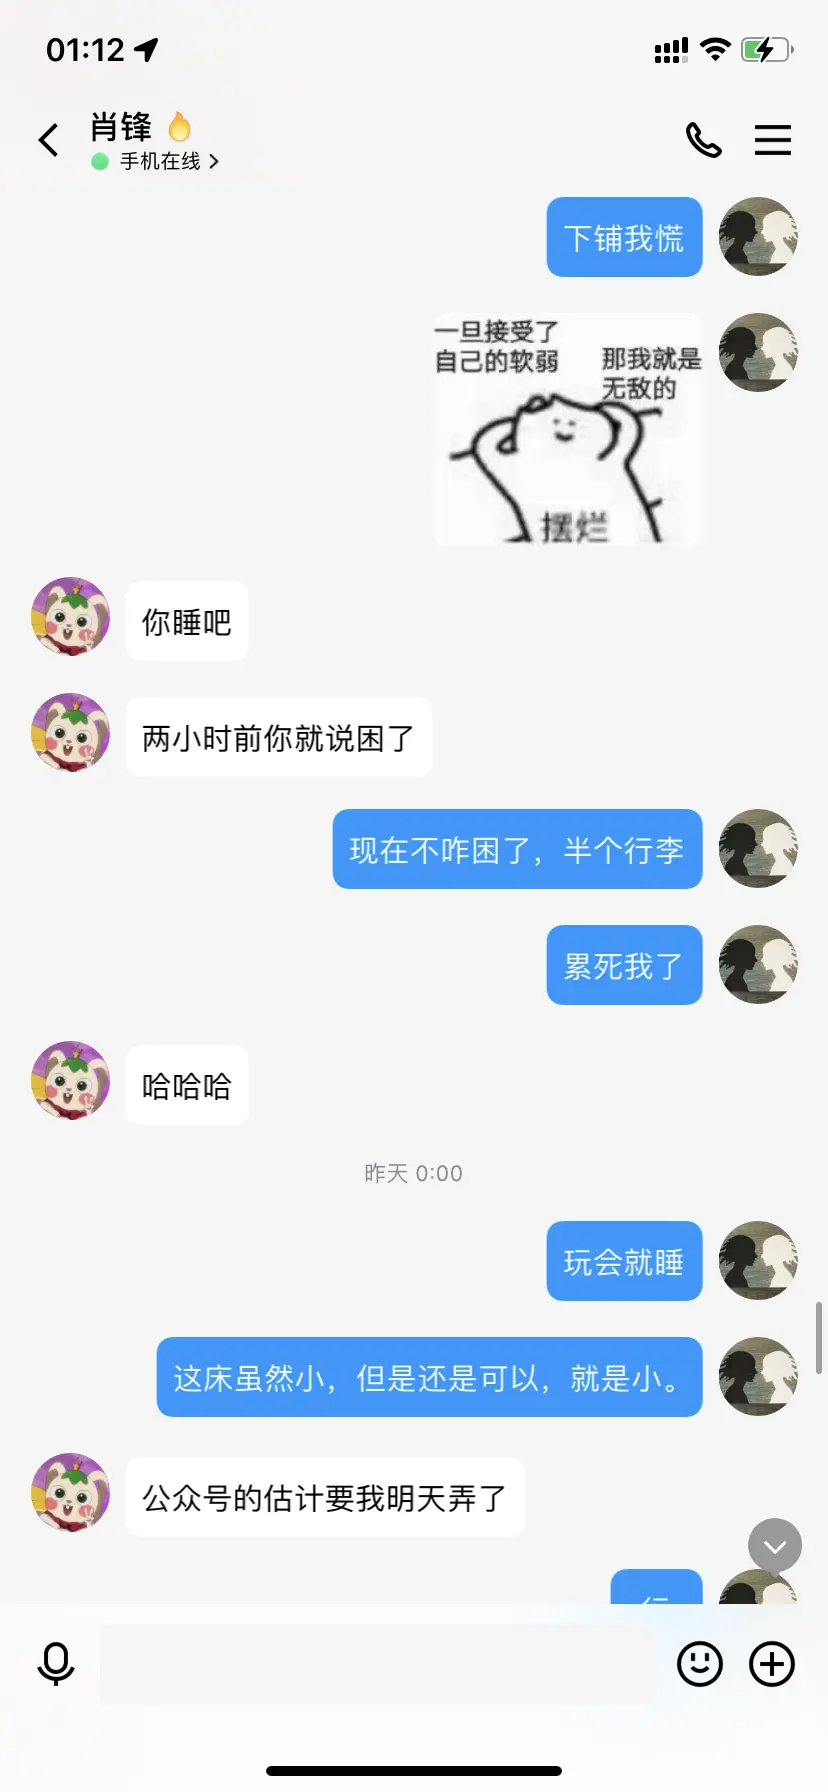 01:12
肖锋
手机在线
下铺我慌
一旦接受了
自己的软弱
那我就是
无敌的
摆烂
你睡吧
两小时前你就说困了
现在不咋困了，半个行李
累死我了
哈哈哈
昨天 0:00
玩会就睡
这床虽然小，但是还是可以，就是小。
公众号的估计要我明天弄了